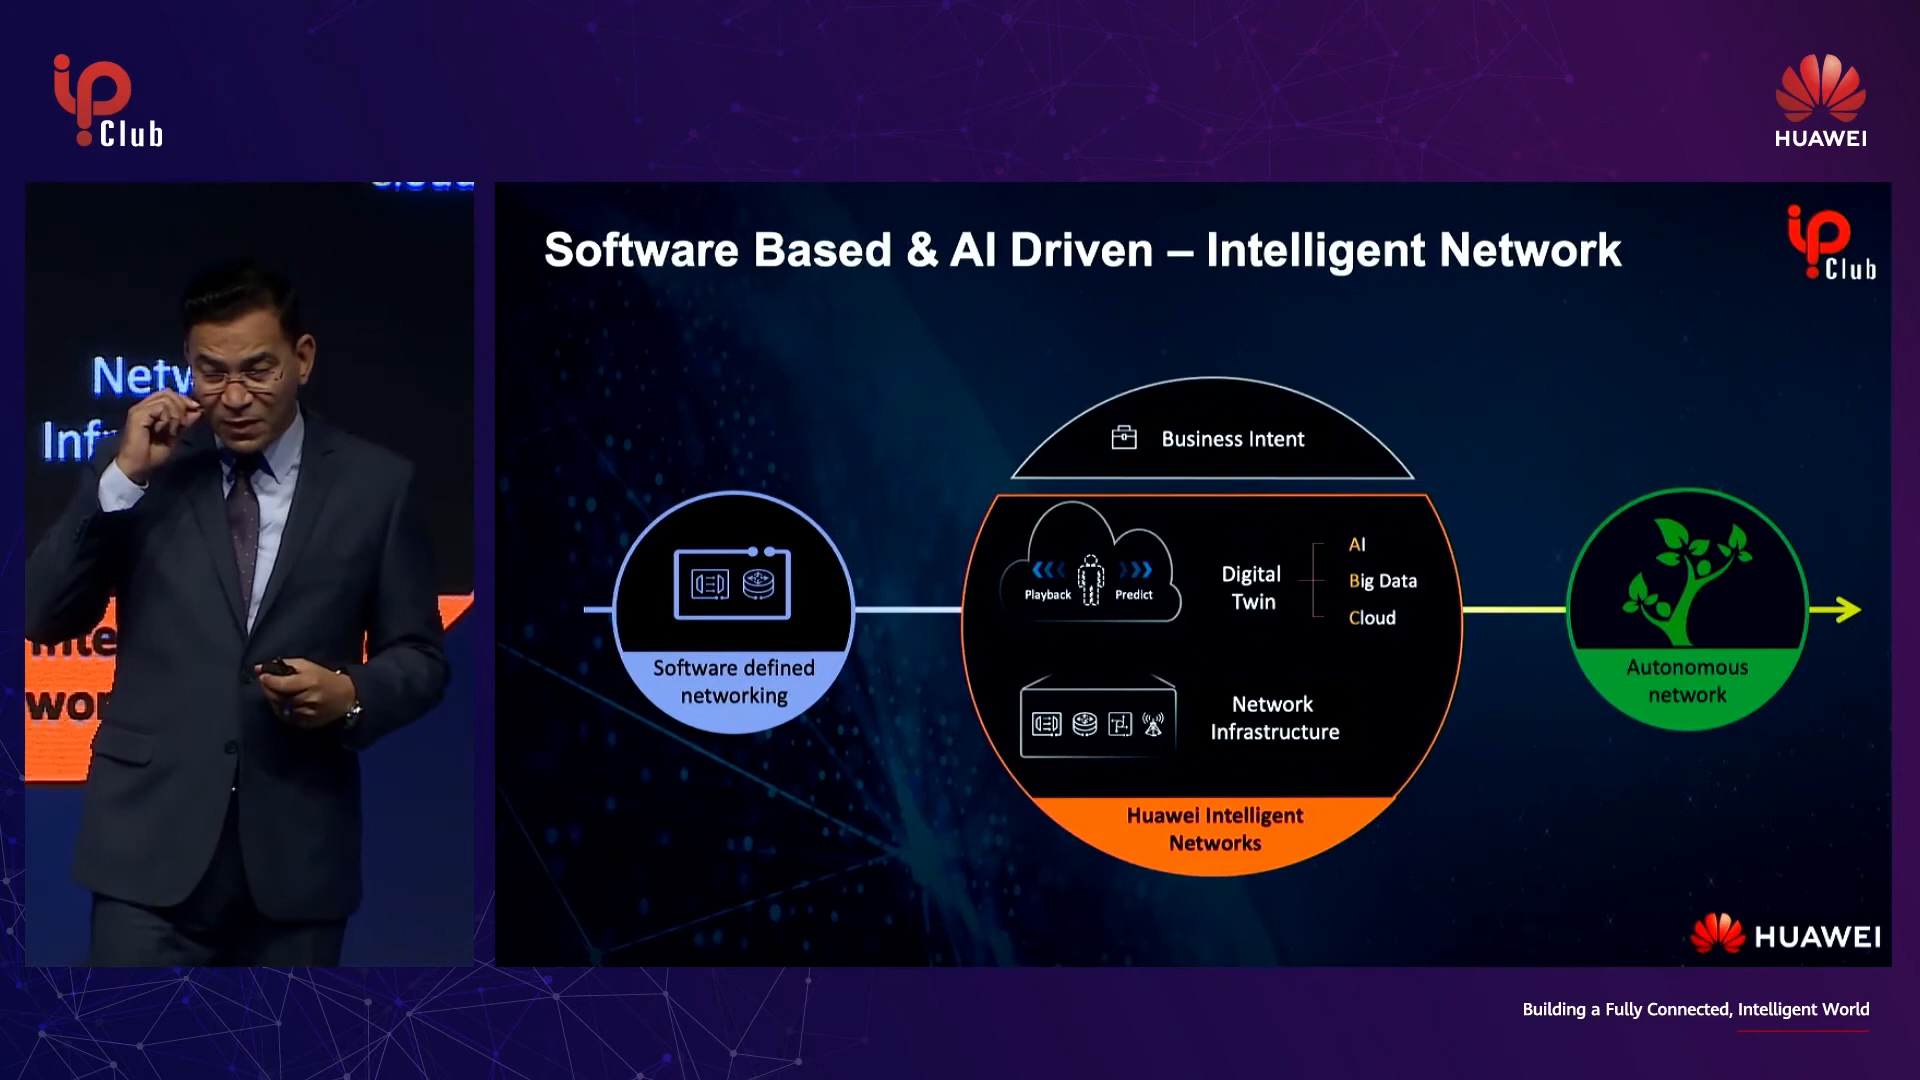 ip
Club
HUAWEI
Netw
Inf
Inte
wor
Software Based & AI Driven – Intelligent Network
ip
Club
Business Intent
Playback
Predict
Digital
Twin
AI
Big Data
Cloud
Network
Infrastructure
Software defined
networking
Autonomous
network
Huawei Intelligent
Networks
HUAWEI
Building a Fully Connected, Intelligent World